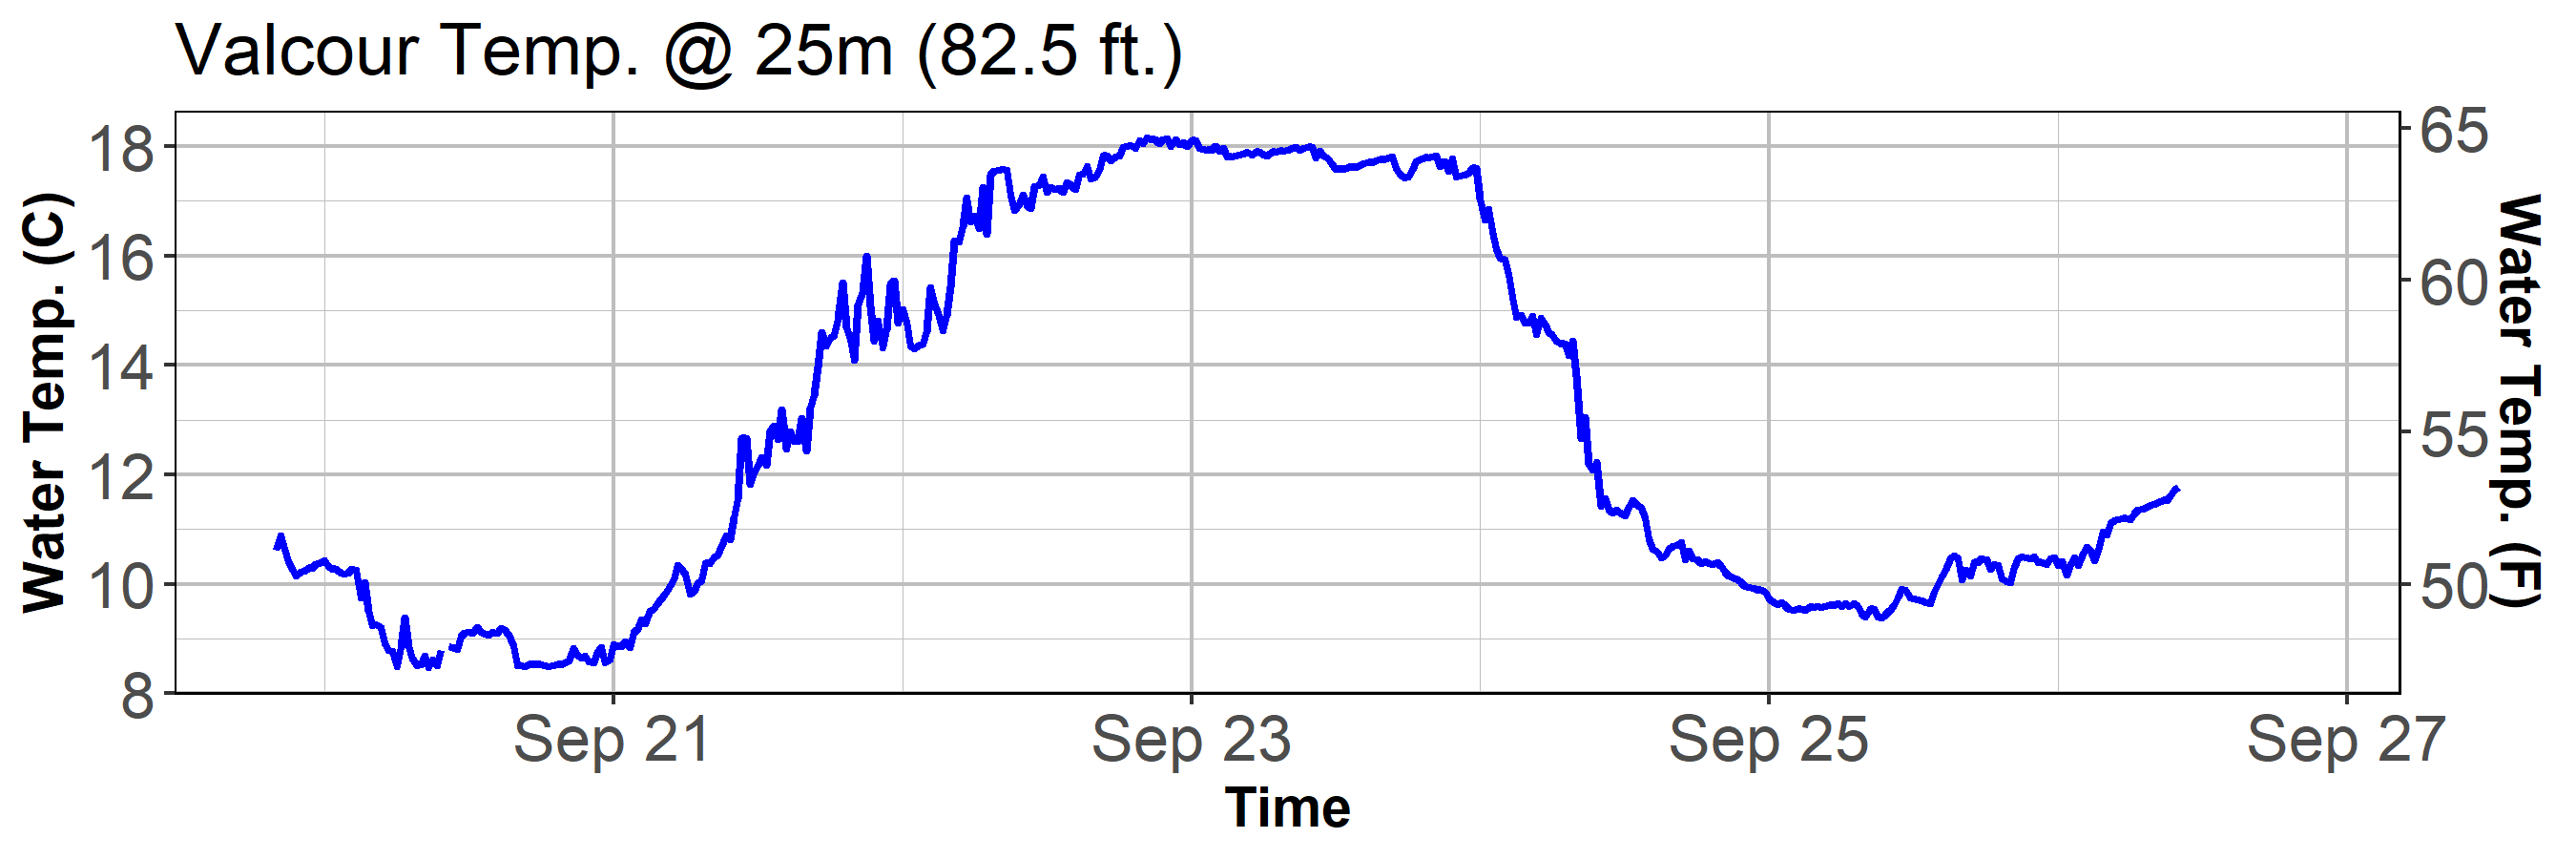 Valcour Temp. @ 25m (82.5 ft.)
Water Temp. (C)
18
16
14
12
10
8
65
60
55
50
Water Temp. (F)
Sep 21
Sep 23
Sep 25
Sep 27
Time